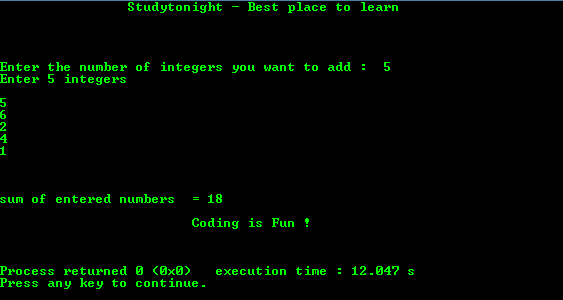 Studytonight - Best place to learn
Enter the number of integers you want to add :  5
Enter 5 integers
5
6
2
4
1
sum of entered numbers  = 18
Coding is Fun !
Process returned 0 (0x0)   execution time : 12.047 s
Press any key to continue.